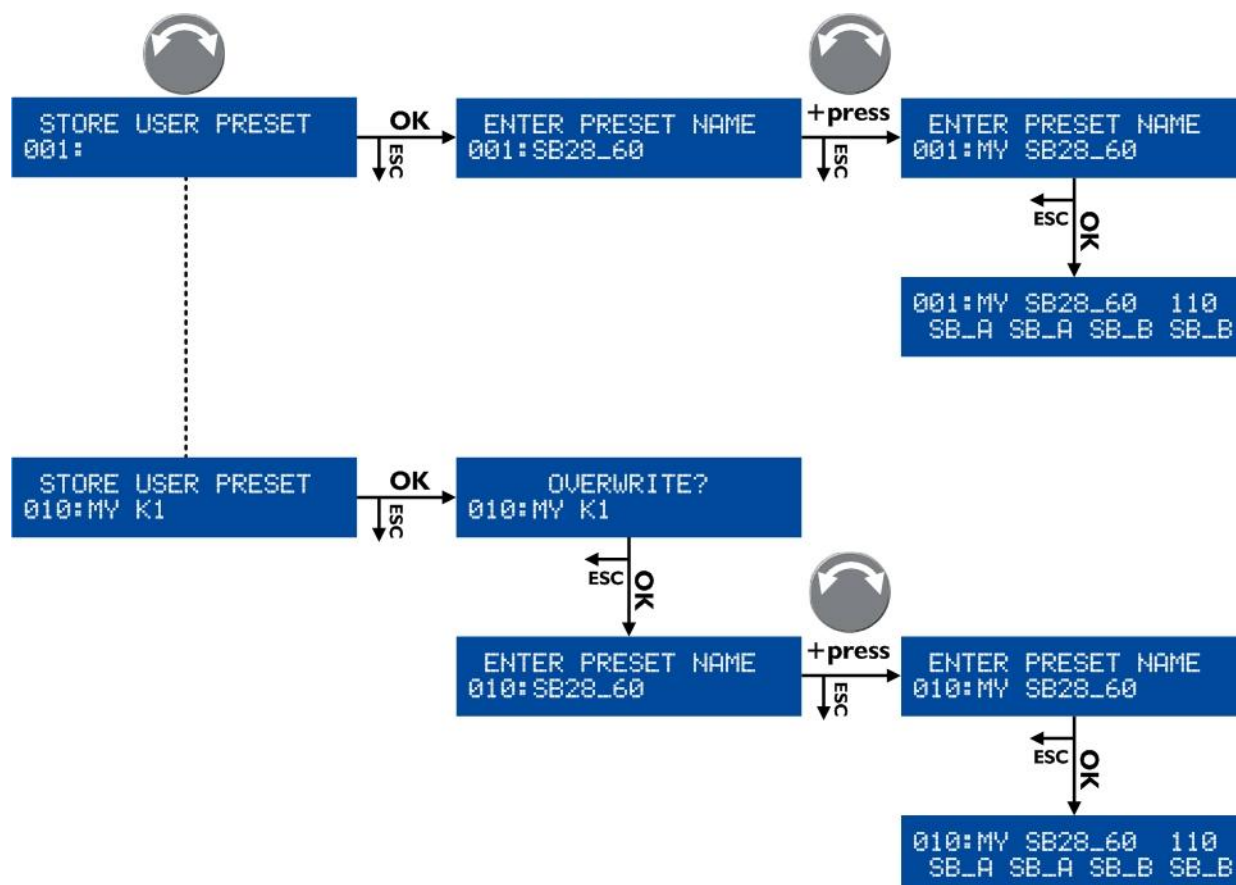 STORE USER PRESET
001:
OK
ESC
ENTER PRESET NAME
001:SB28_60
+press
ESC
ENTER PRESET NAME
001:MY SB28_60
ESC
OK
001:MY SB28_60 110
SB_A SB_A SB_B SB_B
STORE USER PRESET
010:MY K1
OK
ESC
OVERWRITE?
010:MY K1
ESC
OK
ENTER PRESET NAME
010:SB28_60
+press
ESC
ENTER PRESET NAME
010:MY SB28_60
ESC
OK
010:MY SB28_60 110
SB_A SB_A SB_B SB_B